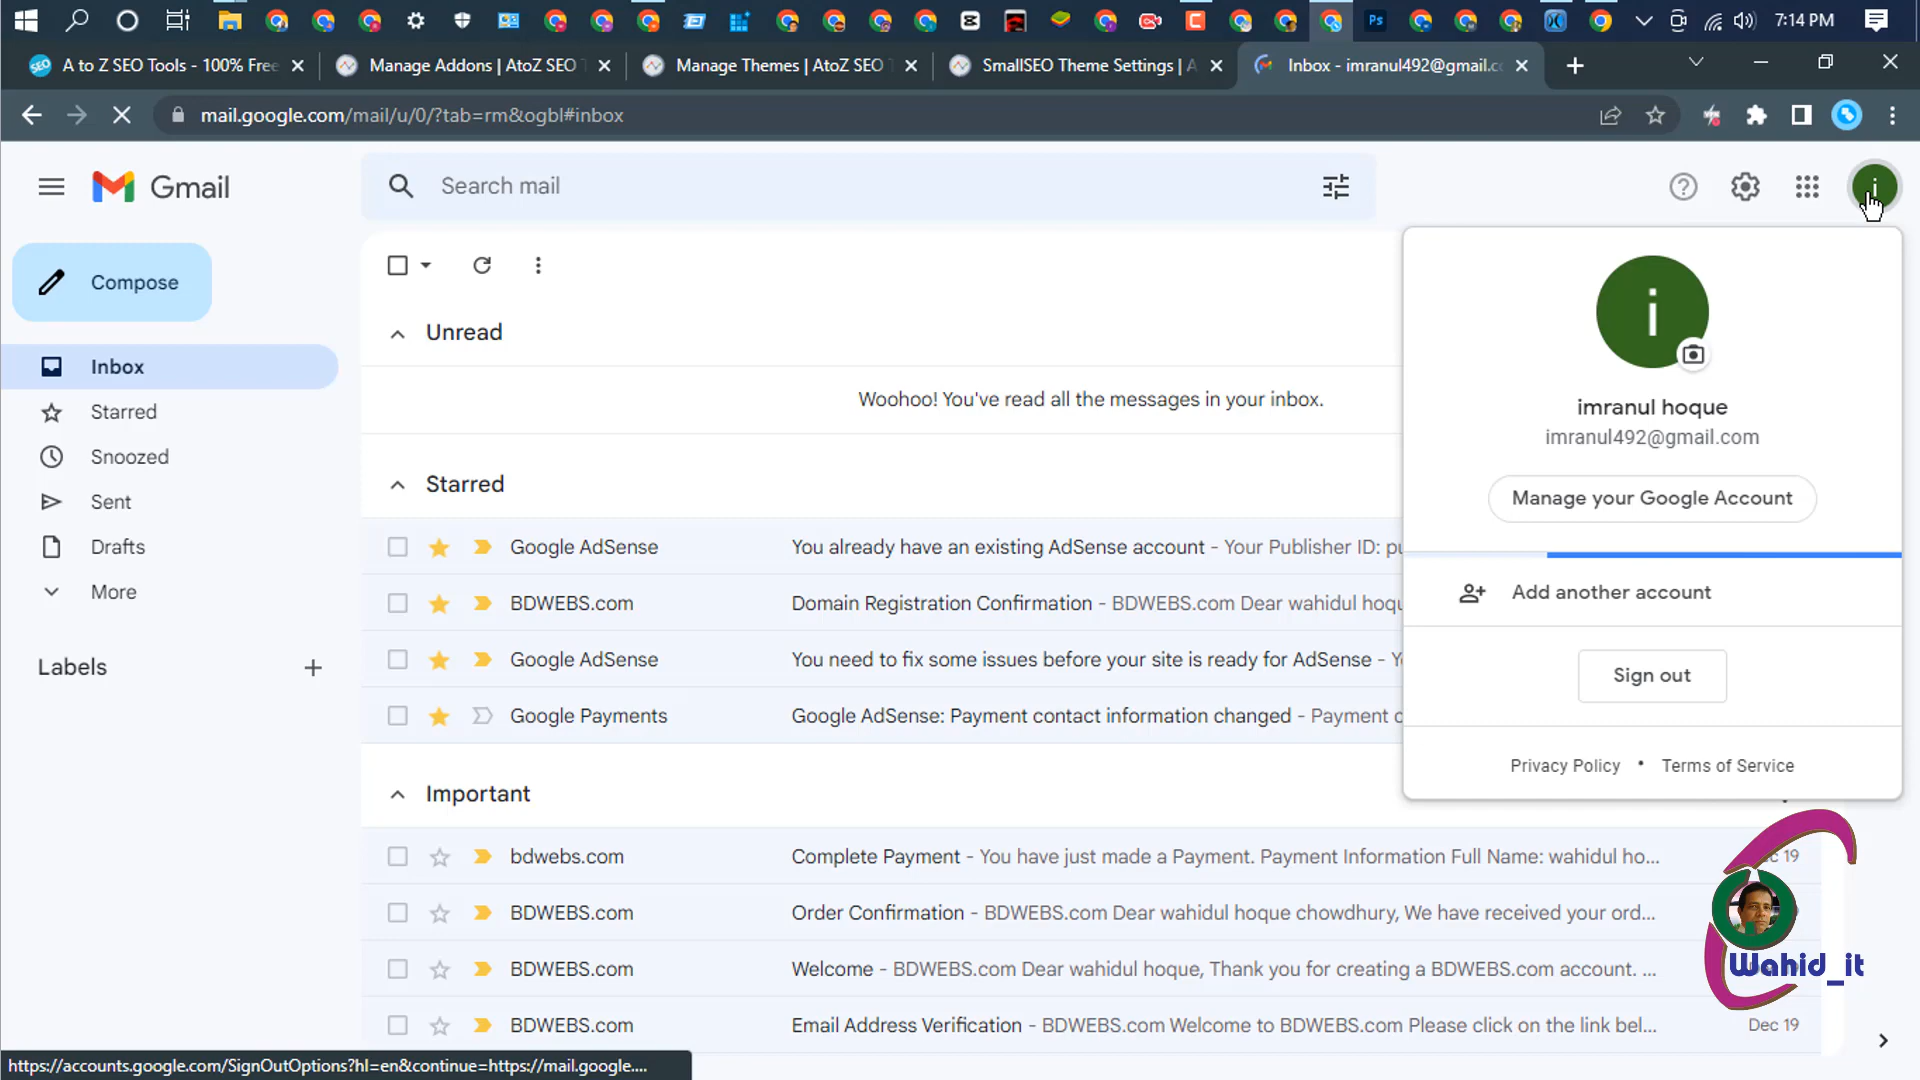 7:14 PM
A to Z SEO Tools - 100% Free
Manage Addons | AtoZ SEO T
Manage Themes | AtoZ SEO T
SmallSEO Theme Settings | A
Inbox - imranul492@gmail.co
mail.google.com/mail/u/0/?tab=rm&ogbl#inbox
Gmail
Search mail
Compose
Inbox
Starred
Snoozed
Sent
Drafts
More
Labels
Unread
Woohoo! You've read all the messages in your inbox.
Starred
Google AdSense You already have an existing AdSense account - Your Publisher ID: pu
BDWEBS.com Domain Registration Confirmation - BDWEBS.com Dear wahidul hoqu
Google AdSense You need to fix some issues before your site is ready for AdSense - Y
Google Payments Google AdSense: Payment contact information changed - Payment c
Important
bdwebs.com Complete Payment - You have just made a Payment. Payment Information Full Name: wahidul ho... Dec 19
BDWEBS.com Order Confirmation - BDWEBS.com Dear wahidul hoque chowdhury, We have received your ord...
BDWEBS.com Welcome - BDWEBS.com Dear wahidul hoque, Thank you for creating a BDWEBS.com account. ...
BDWEBS.com Email Address Verification - BDWEBS.com Welcome to BDWEBS.com Please click on the link bel... Dec 19
i
i
imranul hoque
imranul492@gmail.com
Manage your Google Account
Add another account
Sign out
Privacy Policy • Terms of Service
Wahid_it
https://accounts.google.com/SignOutOptions?hl=en&continue=https://mail.google....